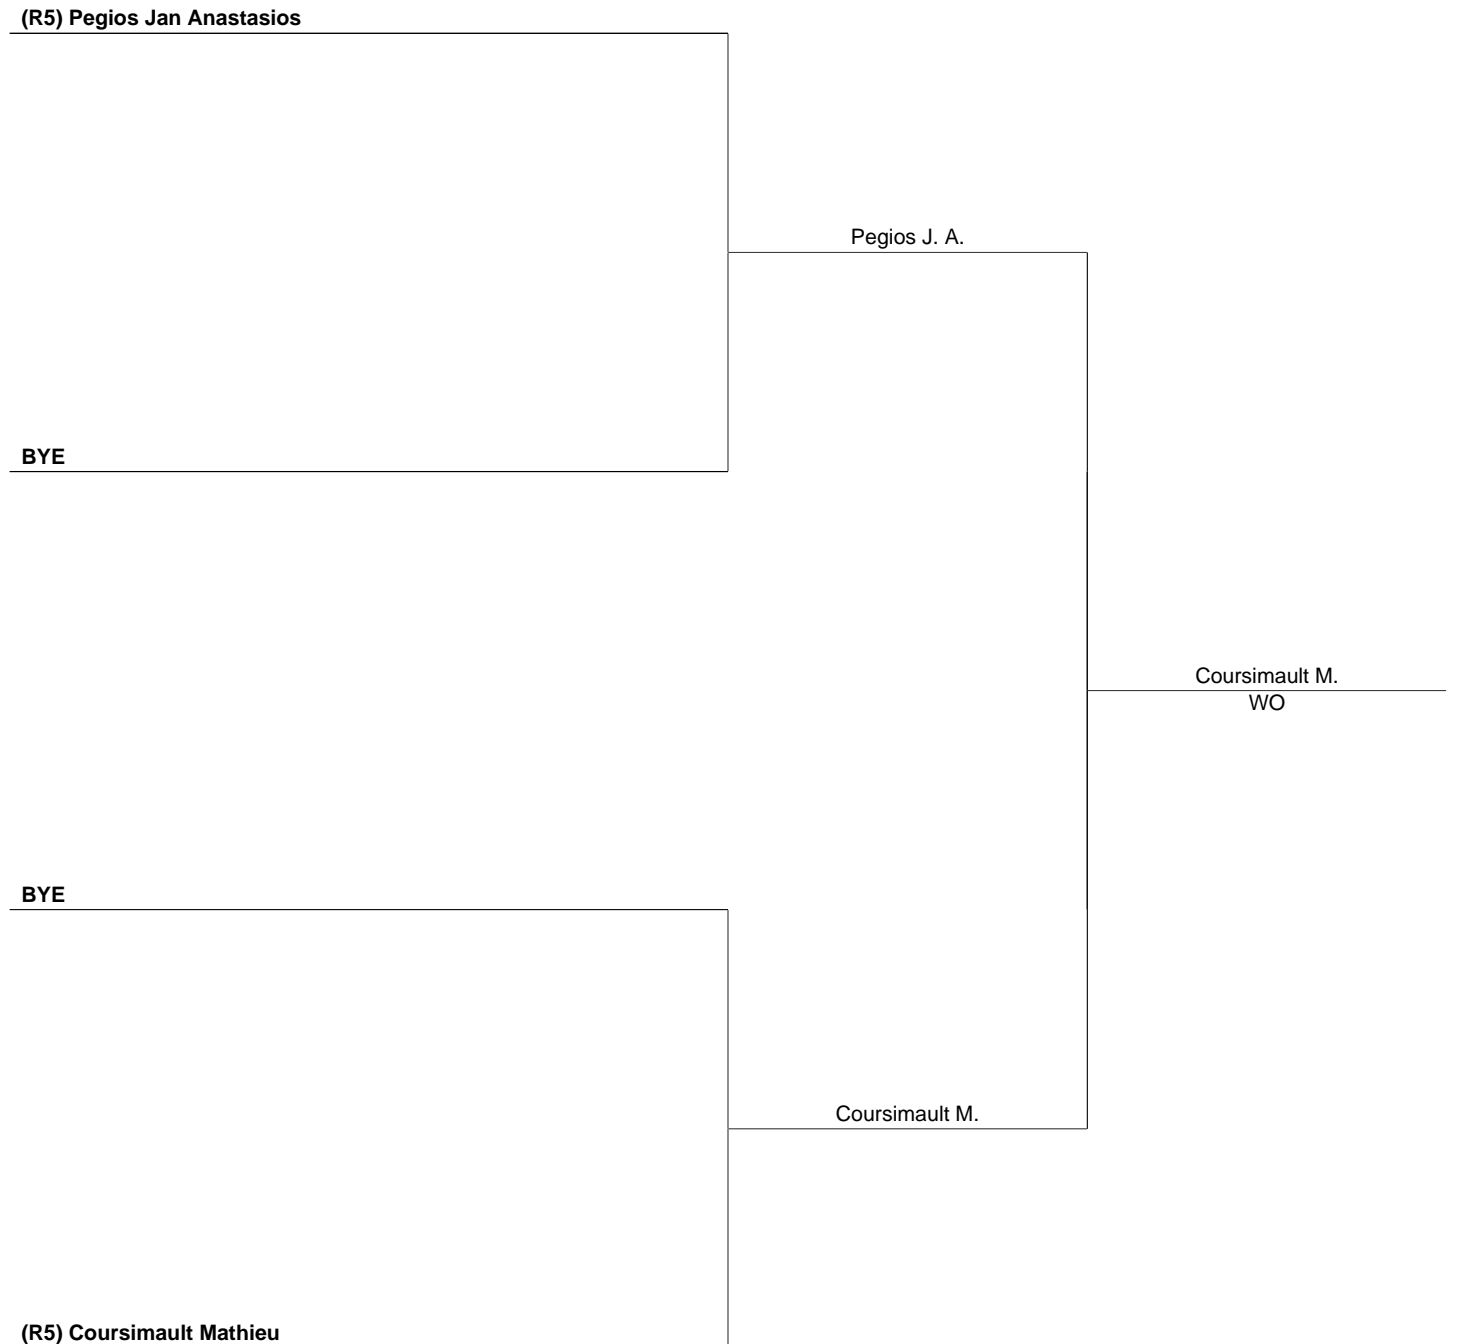 (R5) Pegios Jan Anastasios
Pegios J. A.
BYE
Coursimault M.
WO
BYE
Coursimault M.
(R5) Coursimault Mathieu